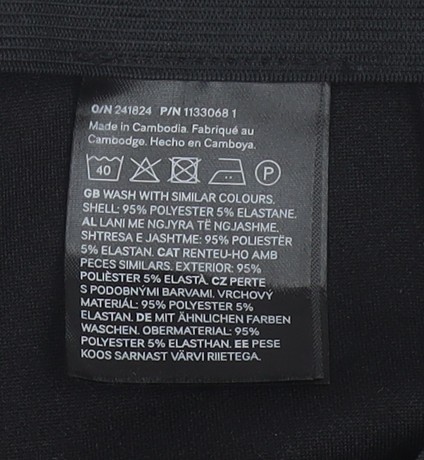 O/N 241824 P/N 1133068 1
Made in Cambodia. Fabriqué au
Cambodge. Hecho en Camboya.
40 P
GB WASH WITH SIMILAR COLOURS.
SHELL: 95% POLYESTER 5% ELASTANE.
AL LANI ME NGJYRA TË NGJASHME.
SHTRESA E JASHTME: 95% POLIESTËR
5% ELASTAN. CAT RENTEU-HO AMB
PECES SIMILARS. EXTERIOR: 95%
POLIÈSTER 5% ELASTÀ. CZ PERTE
S PODOBNÝMI BARVAMI. VRCHOVÝ
MATERIÁL: 95% POLYESTER 5%
ELASTAN. DE MIT ÄHNLICHEN FARBEN
WASCHEN. OBERMATERIAL: 95%
POLYESTER 5% ELASTHAN. EE PESE
KOOS SARNAST VÄRVI RIIETEGA.